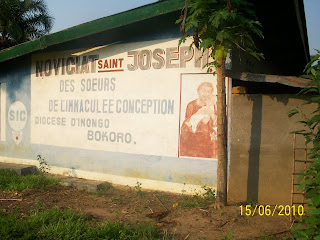 NOVICIAT SAINT JOSEPH
DES SOEURS
DE L'IMMACULEE CONCEPTION
DIOCESE D'INONGO
BOKORO.
SIC
15/06/2010